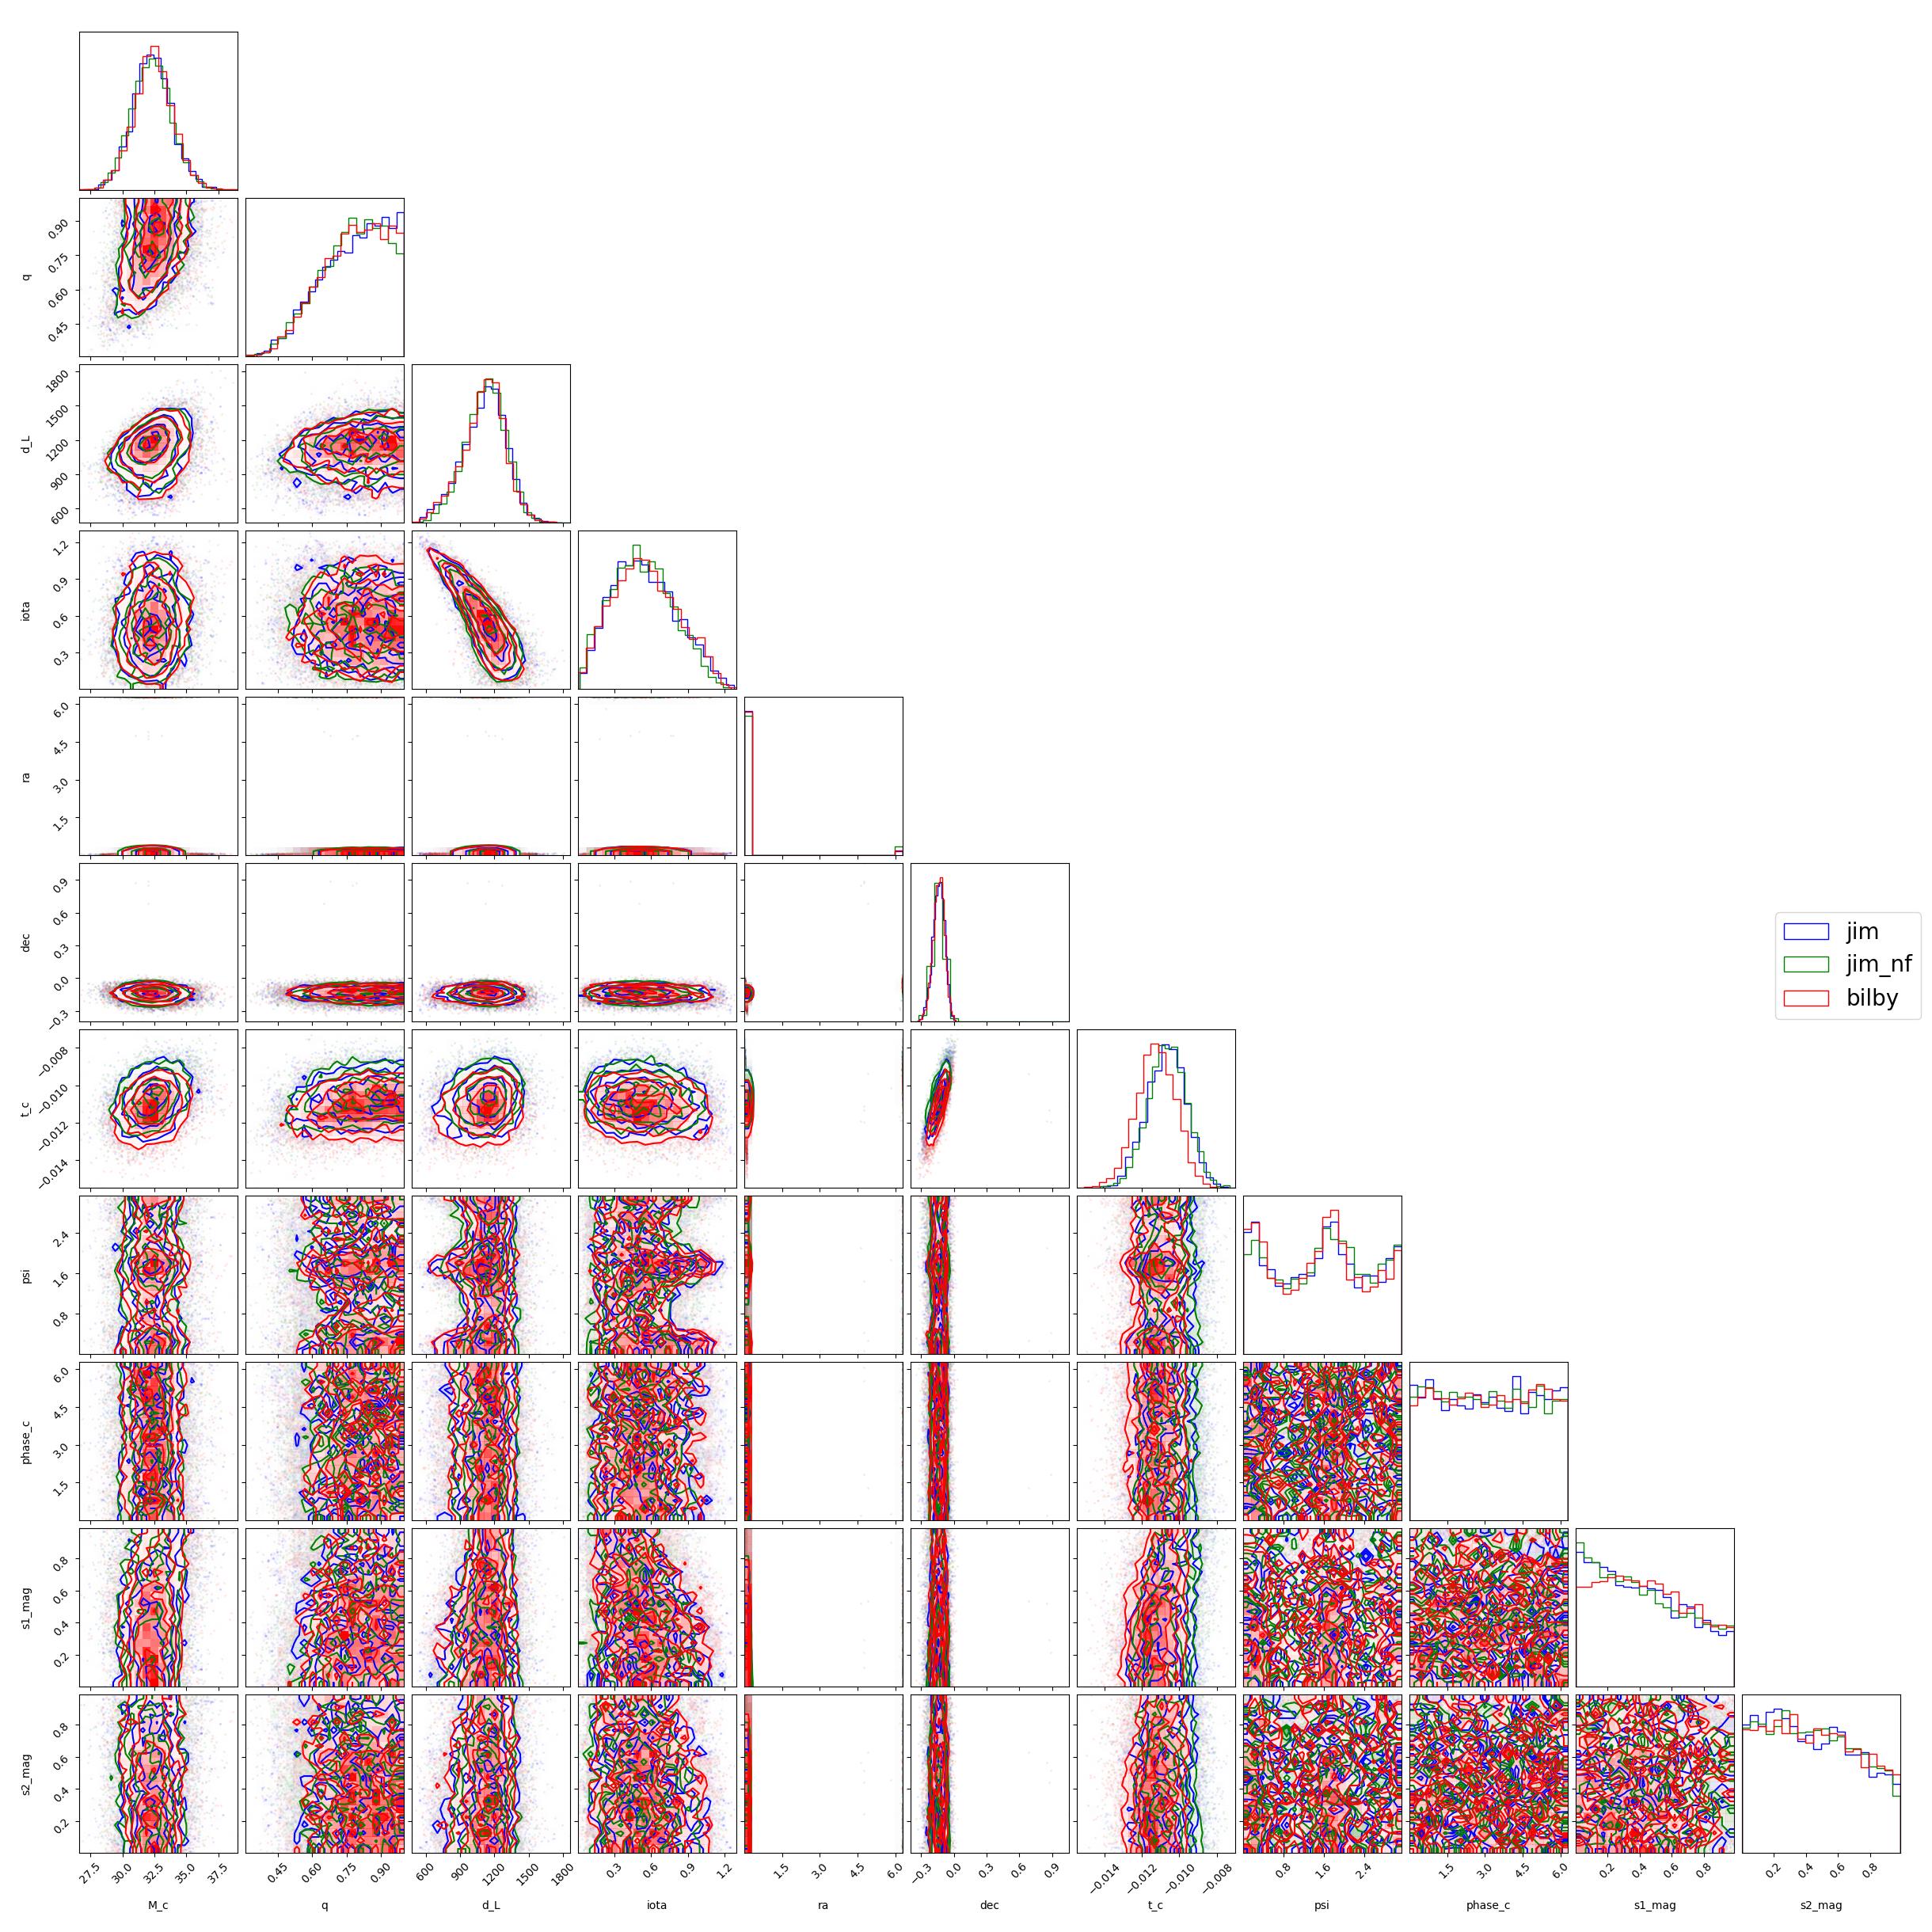 q
0.90
0.75
0.60
0.45
d_L
1800
1500
1200
900
600
iota
1.2
0.9
0.6
0.3
ra
6.0
4.5
3.0
1.5
dec
0.9
0.6
0.3
0.0
−0.3
jim
jim_nf
bilby
t_c
−0.008
−0.010
−0.012
−0.014
psi
2.4
1.6
0.8
phase_c
6.0
4.5
3.0
1.5
s1_mag
0.8
0.6
0.4
0.2
s2_mag
0.8
0.6
0.4
0.2
27.5 30.0 32.5 35.0 37.5 0.45 0.60 0.75 0.90 600 900 1200 1500 1800 0.3 0.6 0.9 1.2 1.5 3.0 4.5 6.0 −0.3 0.0 0.3 0.6 0.9 −0.014 −0.012 −0.010 −0.008 0.8 1.6 2.4 1.5 3.0 4.5 6.0 0.2 0.4 0.6 0.8 0.2 0.4 0.6 0.8
M_c q d_L iota ra dec t_c psi phase_c s1_mag s2_mag